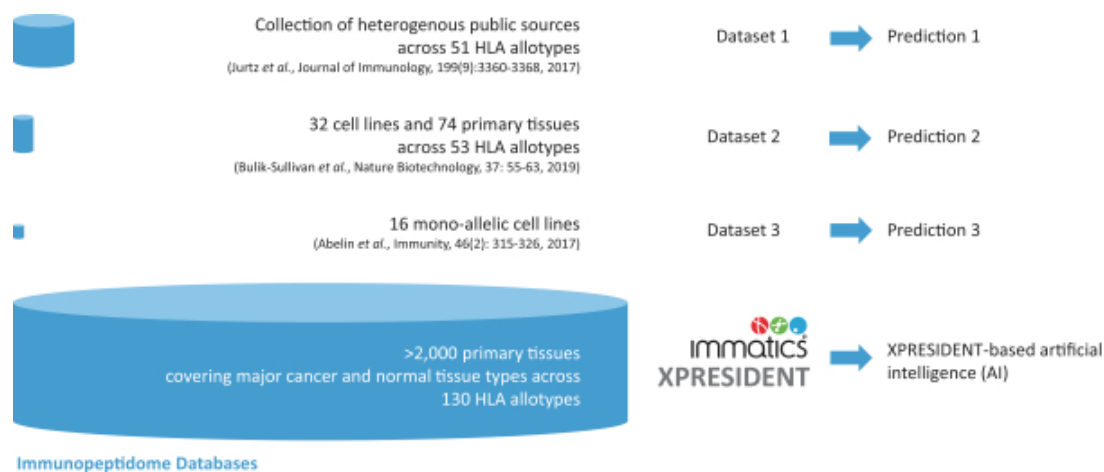 Collection of heterogenous public sources
across 51 HLA allotypes
(Jurtz et al., Journal of Immunology, 199(9):3360-3368, 2017)
Dataset 1
Prediction 1
32 cell lines and 74 primary tissues
across 53 HLA allotypes
(Bulik-Sullivan et al., Nature Biotechnology, 37: 55-63, 2019)
Dataset 2
Prediction 2
16 mono-allelic cell lines
(Abelin et al., Immunity, 46(2): 315-326, 2017)
Dataset 3
Prediction 3
>2,000 primary tissues
covering major cancer and normal tissue types across
130 HLA allotypes
immatics®
XPRESIDENT
XPRESIDENT-based artificial
intelligence (AI)
Immunopeptidome Databases